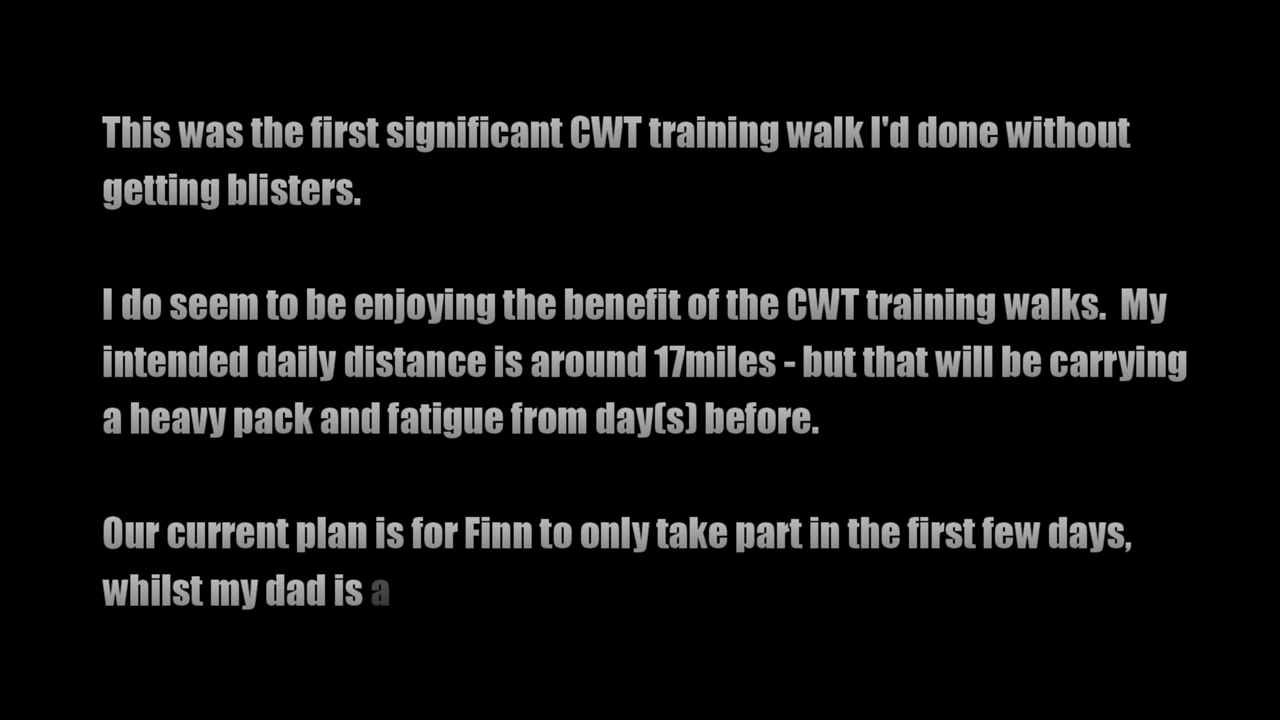 This was the first significant CWT training walk I'd done without
getting blisters.
I do seem to be enjoying the benefit of the CWT training walks.  My
intended daily distance is around 17miles - but that will be carrying
a heavy pack and fatigue from day(s) before.
Our current plan is for Finn to only take part in the first few days,
whilst my dad is a